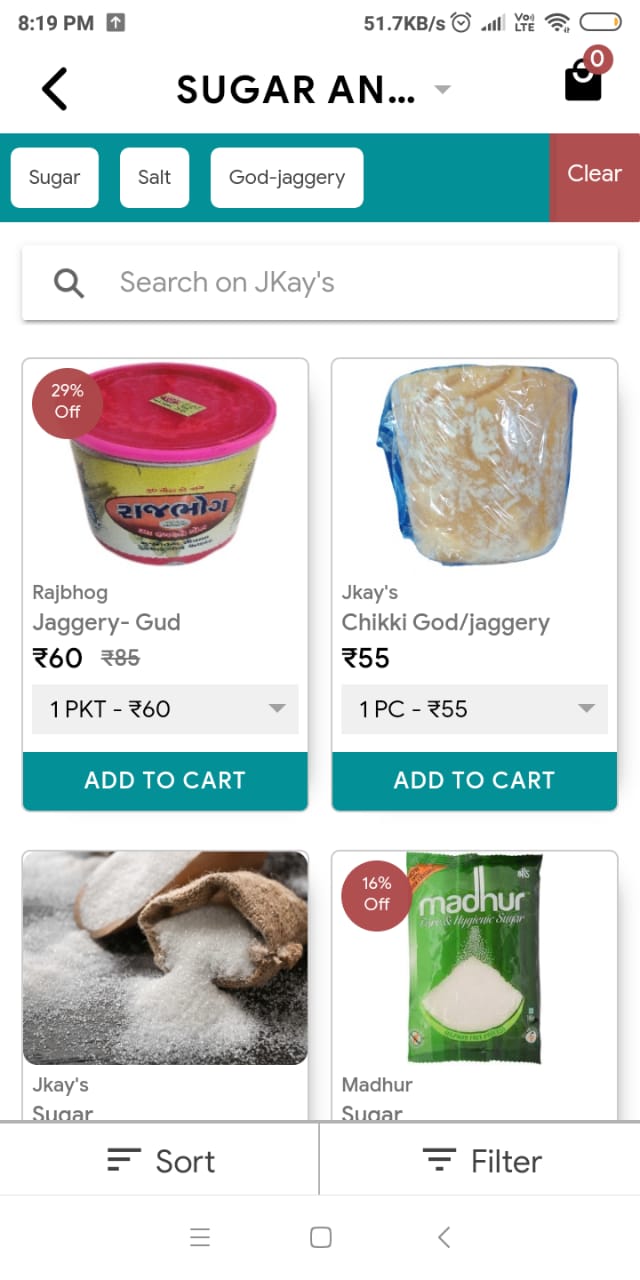 8:19 PM
51.7KB/s
Vo)
LTE
SUGAR AN...
0
Sugar
Salt
God-jaggery
Clear
Search on JKay's
29%
Off
રાજભોગ
Rajbhog
Jaggery- Gud
₹60 ₹85
1 PKT - ₹60
ADD TO CART
Jkay's
Chikki God/jaggery
₹55
1 PC - ₹55
ADD TO CART
Jkay's
Sugar
16%
Off
madhur
Pure & Hygienic Sugar
Madhur
Sugar
Sort
Filter